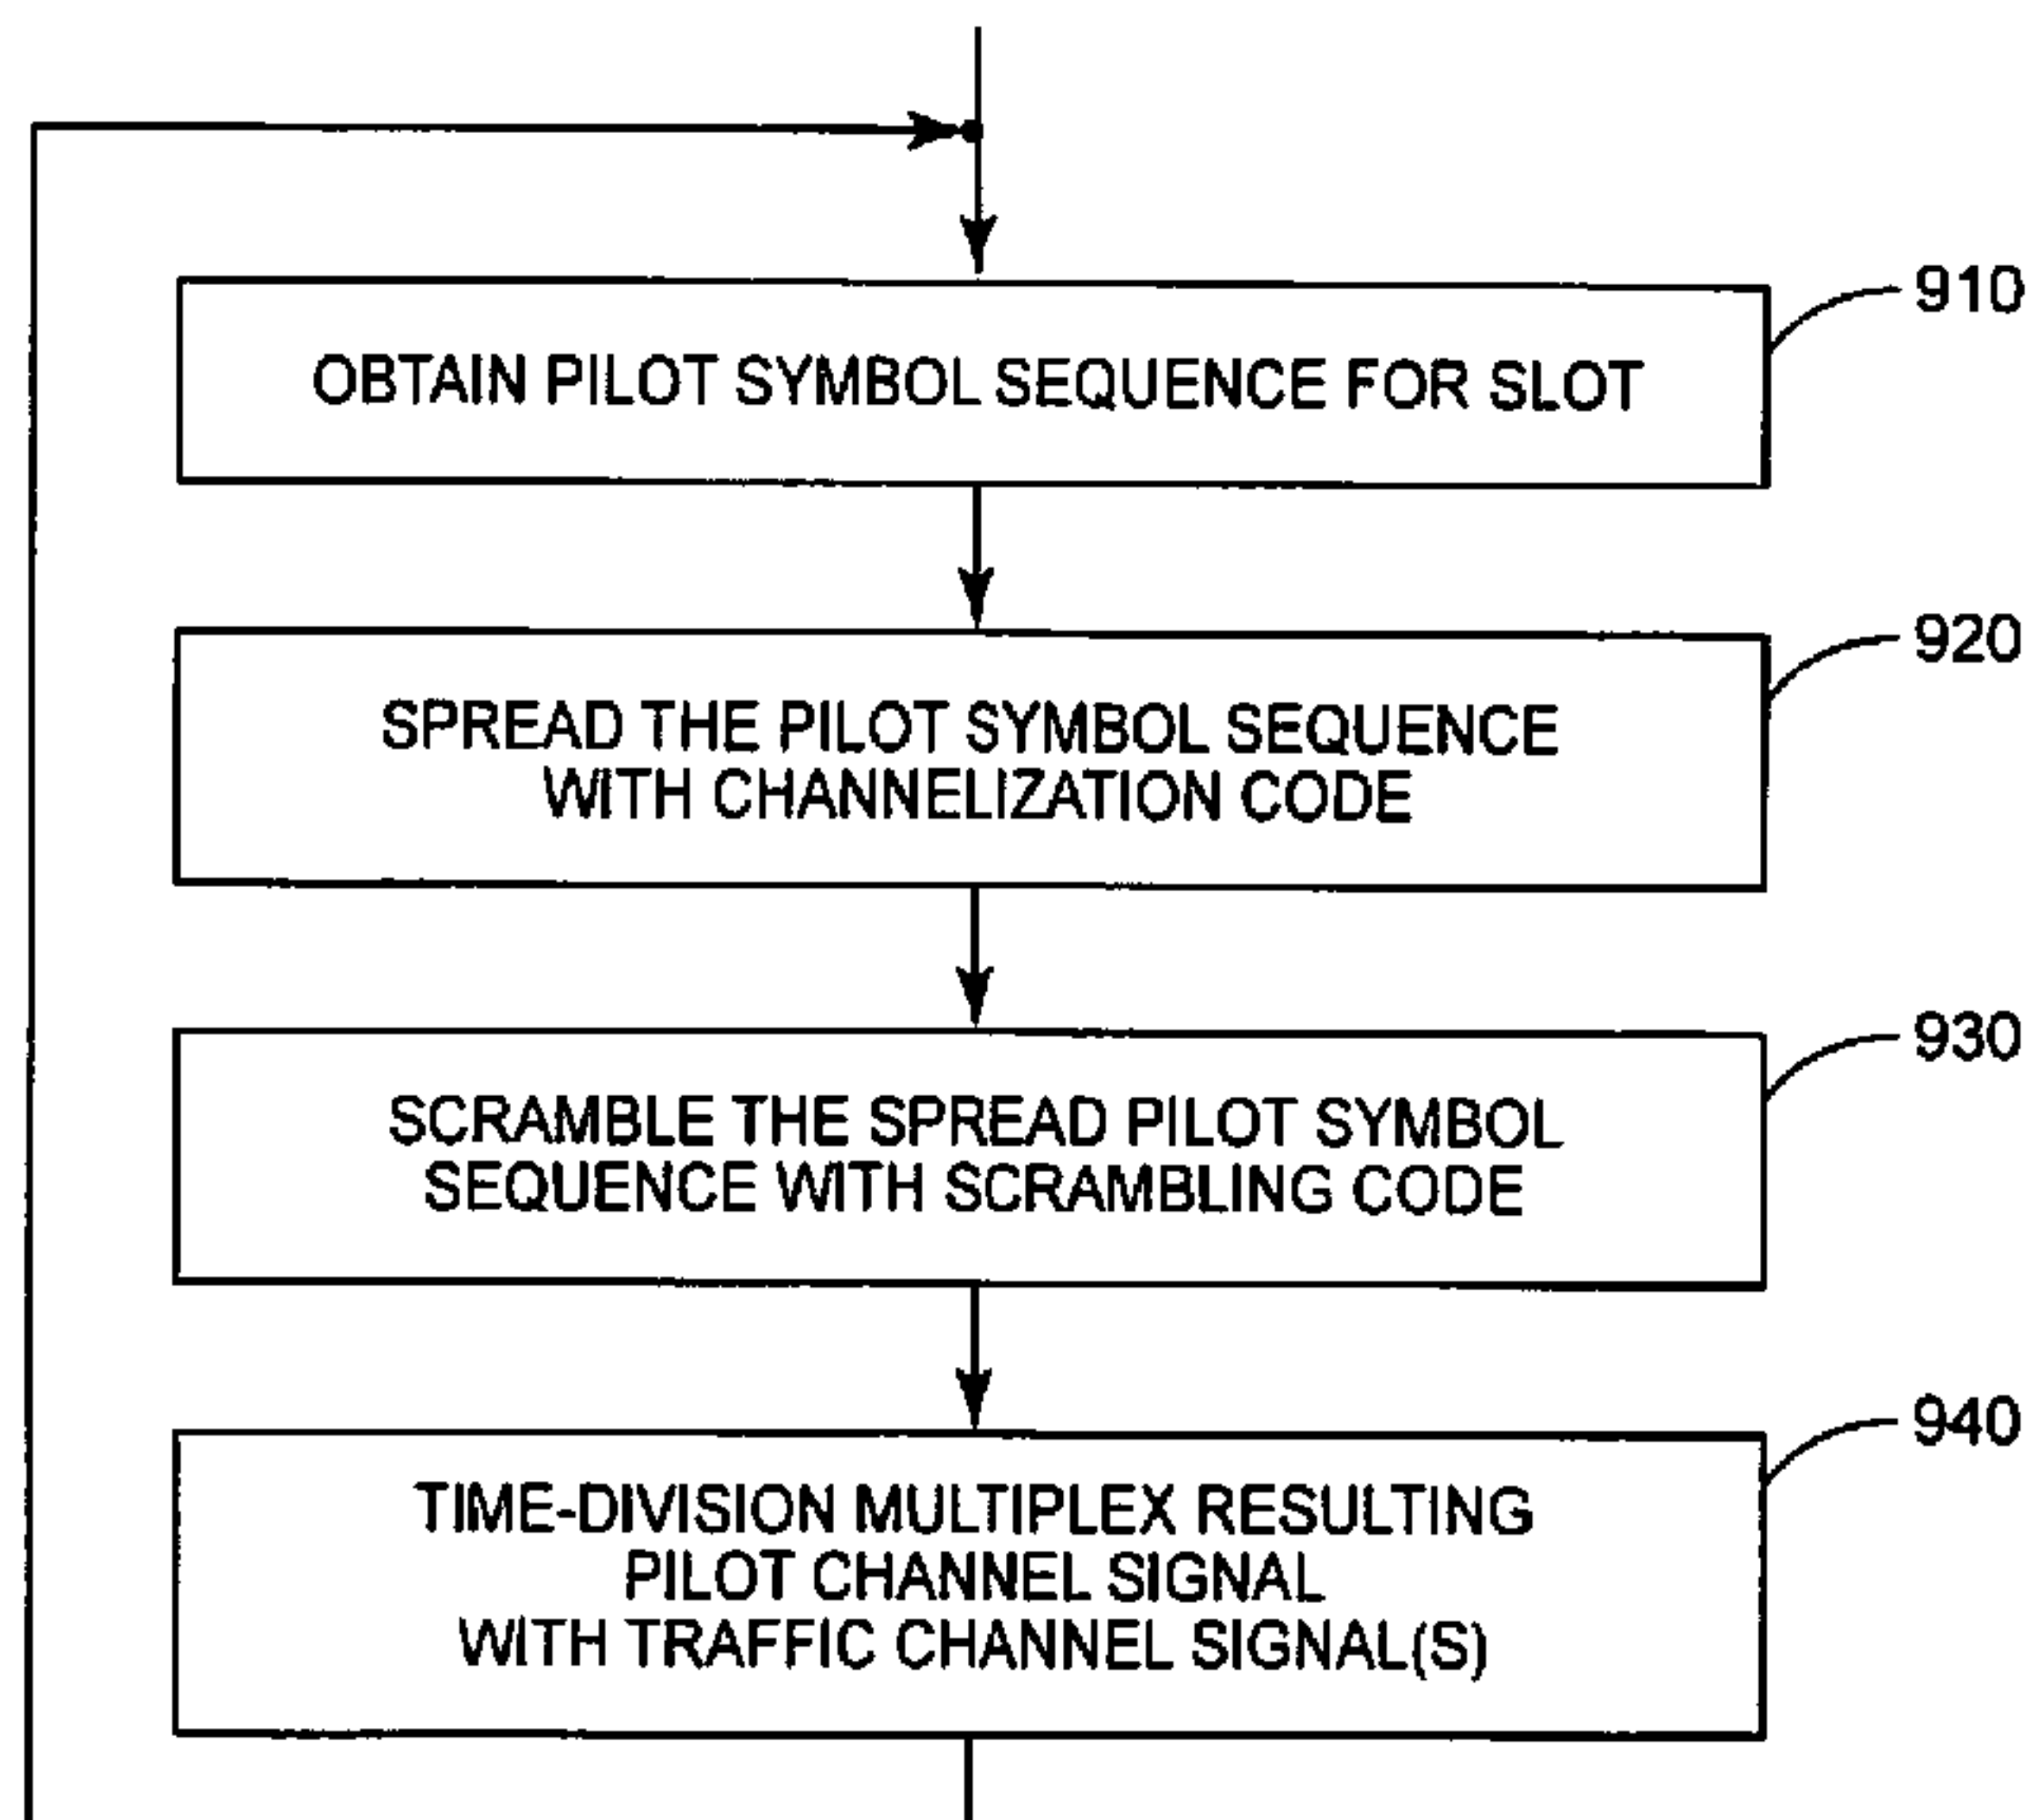 910
OBTAIN PILOT SYMBOL SEQUENCE FOR SLOT
920
SPREAD THE PILOT SYMBOL SEQUENCE
WITH CHANNELIZATION CODE
930
SCRAMBLE THE SPREAD PILOT SYMBOL
SEQUENCE WITH SCRAMBLING CODE
940
TIME-DIVISION MULTIPLEX RESULTING
PILOT CHANNEL SIGNAL
WITH TRAFFIC CHANNEL SIGNAL(S)